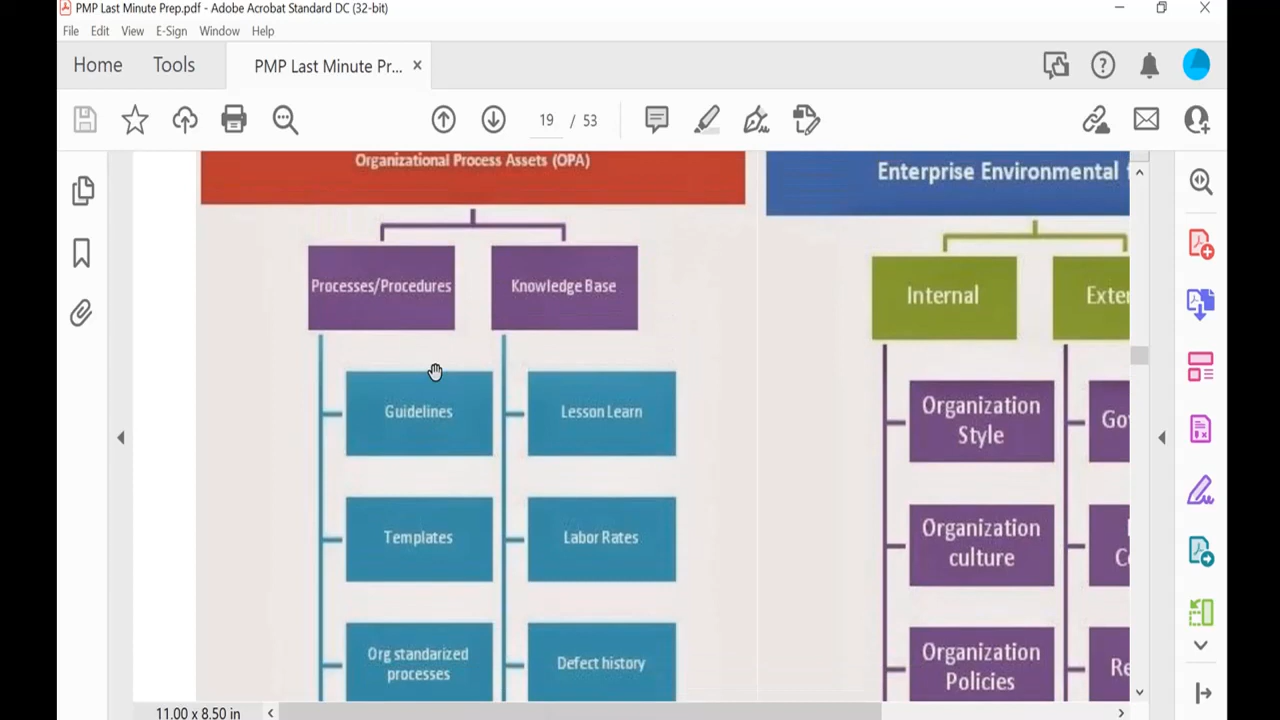 PMP Last Minute Prep.pdf - Adobe Acrobat Standard DC (32-bit)
File Edit View E-Sign Window Help
Home Tools PMP Last Minute Pr... ×
19 / 53
Organizational Process Assets (OPA)
Enterprise Environmental
Processes/Procedures
Knowledge Base
Internal
Guidelines
Lesson Learn
Organization
Style
Templates
Labor Rates
Organization
culture
Org standarized
processes
Defect history
Organization
Policies
11.00 x 8.50 in